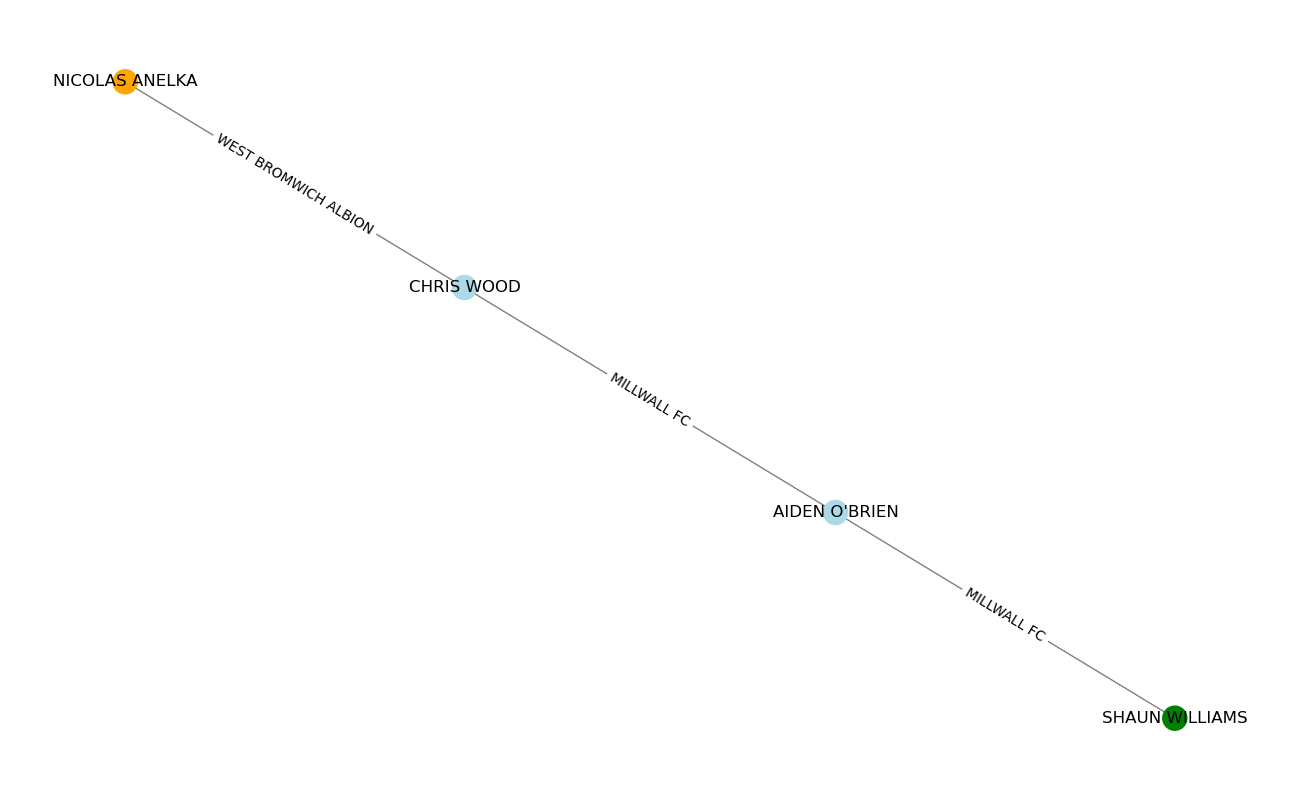 NICOLAS ANELKA
WEST BROMWICH ALBION
CHRIS WOOD
MILLWALL FC
AIDEN O'BRIEN
MILLWALL FC
SHAUN WILLIAMS